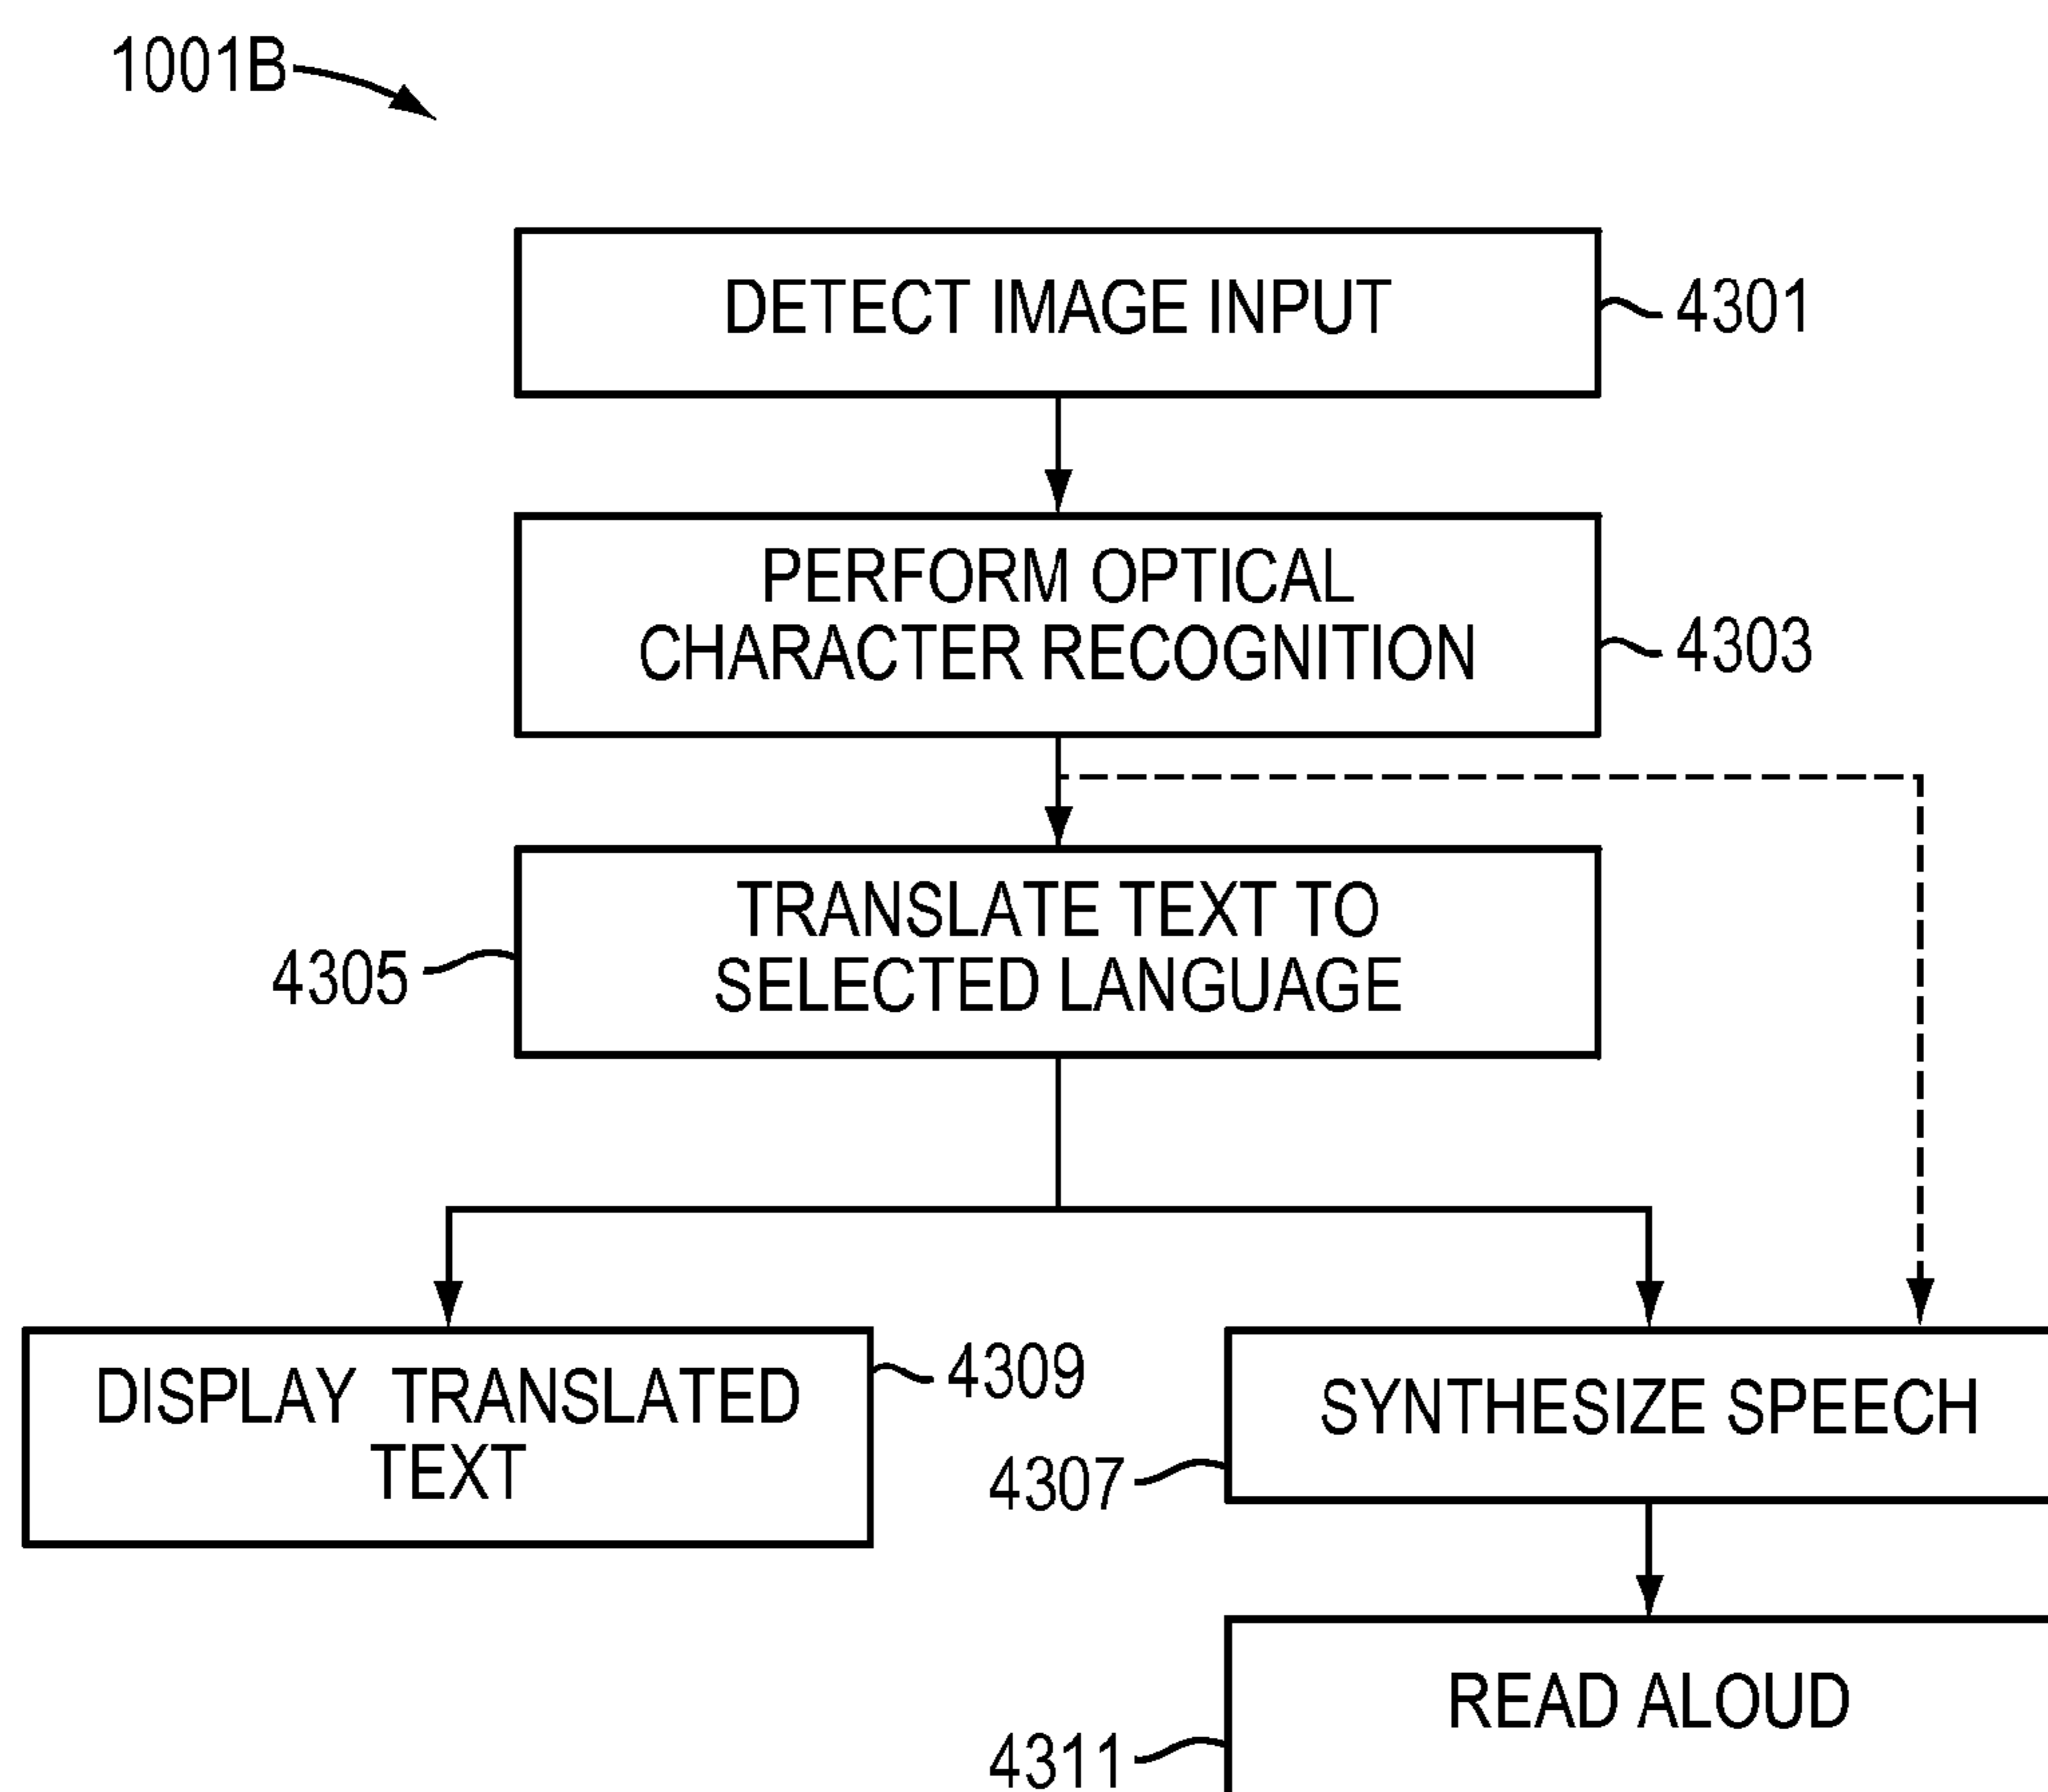 1001B
DETECT IMAGE INPUT
4301
PERFORM OPTICAL
CHARACTER RECOGNITION
4303
TRANSLATE TEXT TO
SELECTED LANGUAGE
4305
DISPLAY TRANSLATED
TEXT
4309
SYNTHESIZE SPEECH
4307
READ ALOUD
4311